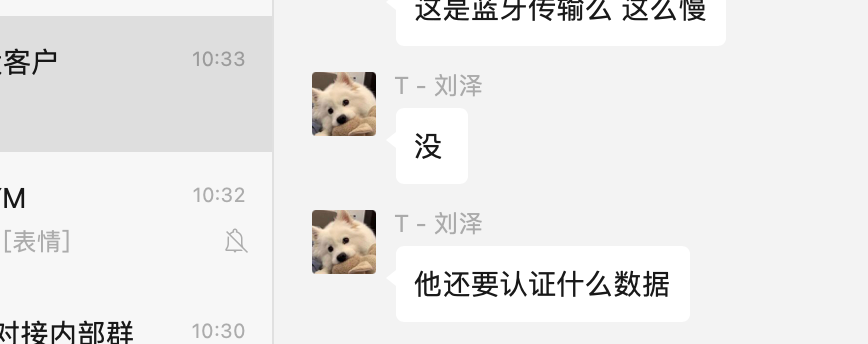 客户
10:33
M
10:32
[表情]
对接内部群
10:30
这是蓝牙传输么 这么慢
T - 刘泽
没
T - 刘泽
他还要认证什么数据